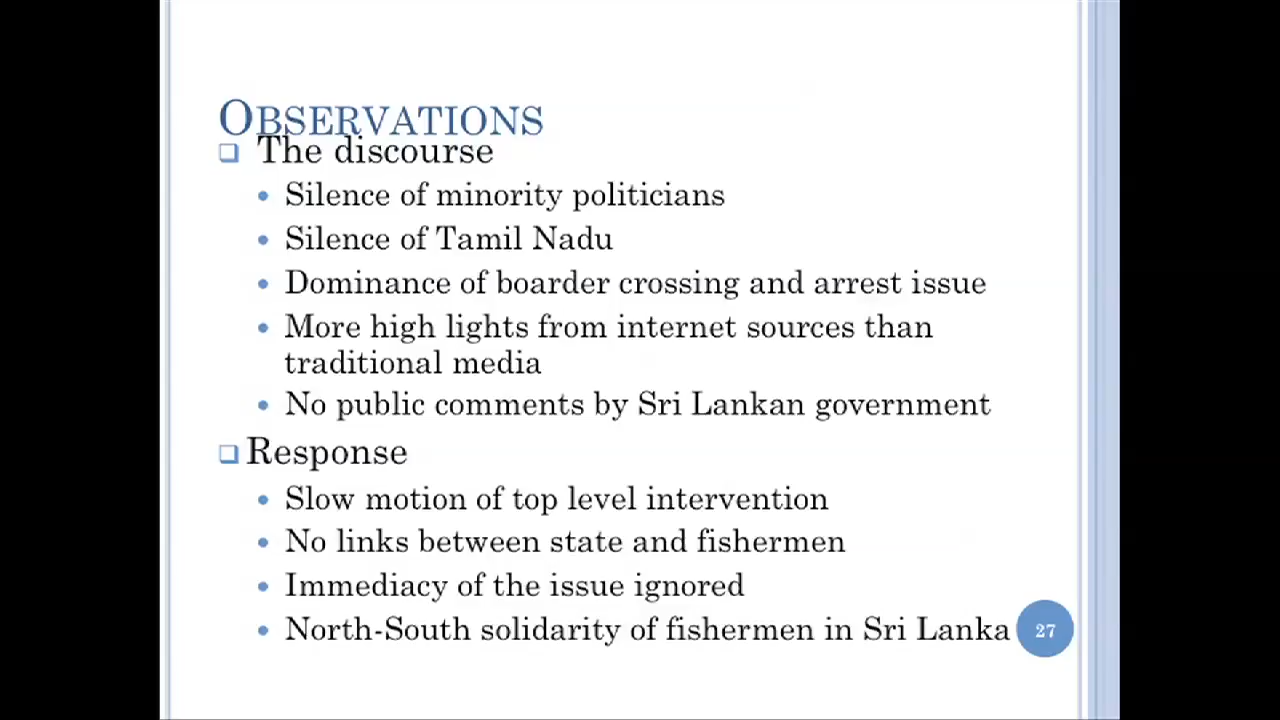 OBSERVATIONS
❑ The discourse
• Silence of minority politicians
• Silence of Tamil Nadu
• Dominance of boarder crossing and arrest issue
• More high lights from internet sources than
traditional media
• No public comments by Sri Lankan government
❑ Response
• Slow motion of top level intervention
• No links between state and fishermen
• Immediacy of the issue ignored
• North-South solidarity of fishermen in Sri Lanka
27